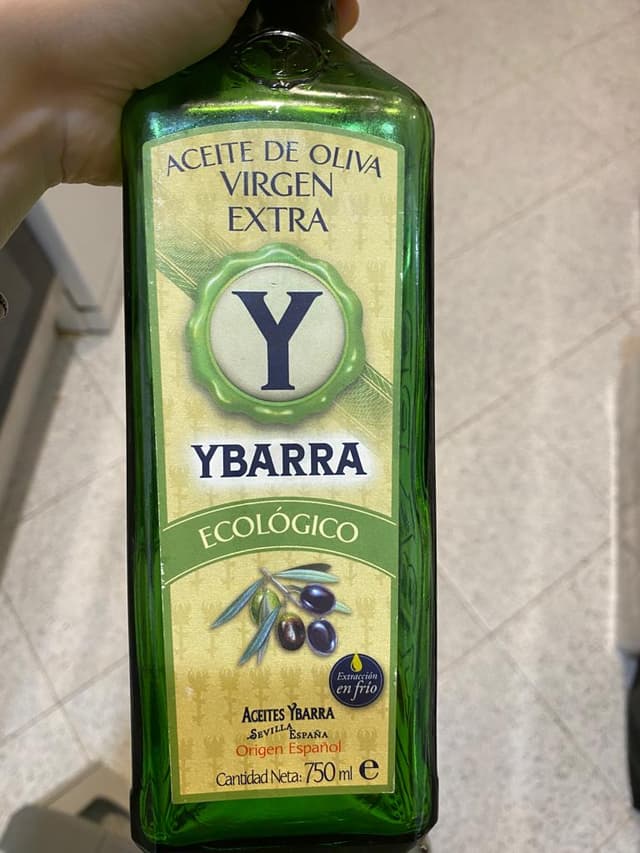 ACEITE DE OLIVA
VIRGEN
EXTRA
Y
YBARRA
ECOLÓGICO
Extracción
en frío
ACEITES YBARRA
SEVILLA ESPAÑA
Origen Español
Cantidad Neta: 750 ml e